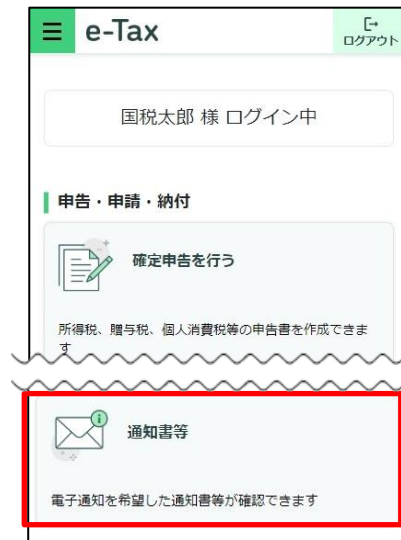 e-Tax
ログアウト
国税太郎 様 ログイン中
申告・申請・納付
確定申告を行う
所得税、贈与税、個人消費税等の申告書を作成できま
す
通知書等
電子通知を希望した通知書等が確認できます